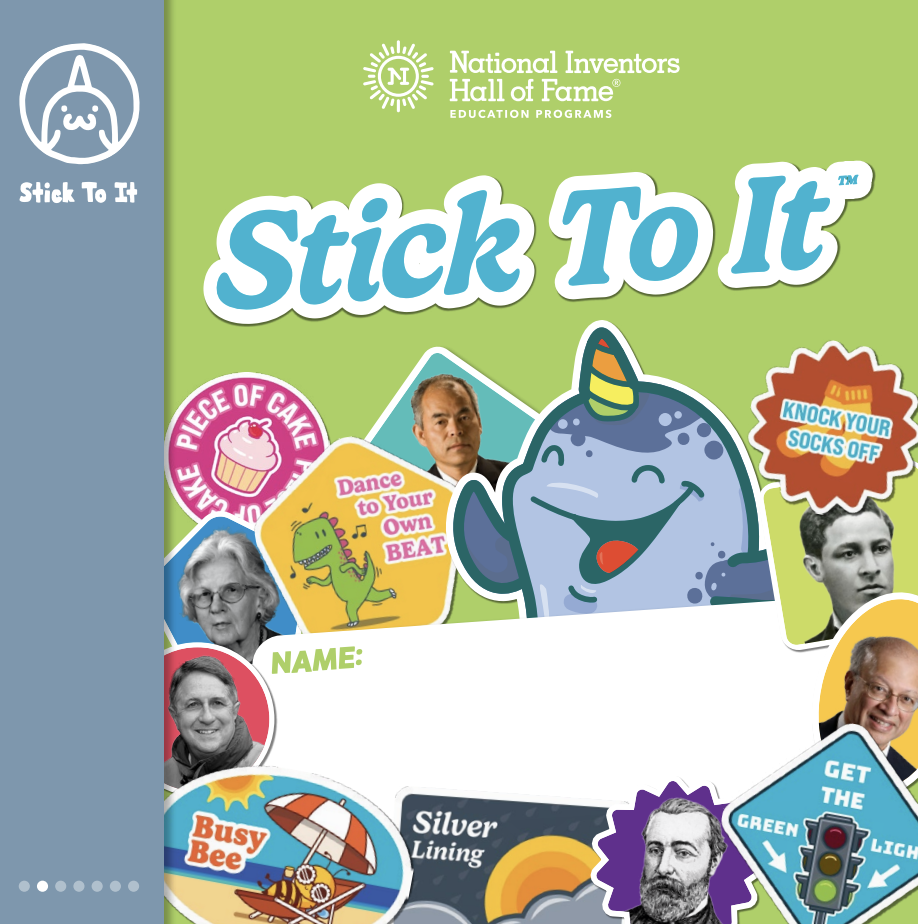 Stick To It
National Inventors
Hall of Fame®
EDUCATION PROGRAMS
Stick To It™
PIECE OF CAKE
CAKE
Dance
to Your
Own
BEAT
KNOCK YOUR
SOCKS OFF
NAME:
Busy
Bee
Silver
Lining
GET
THE
GREEN